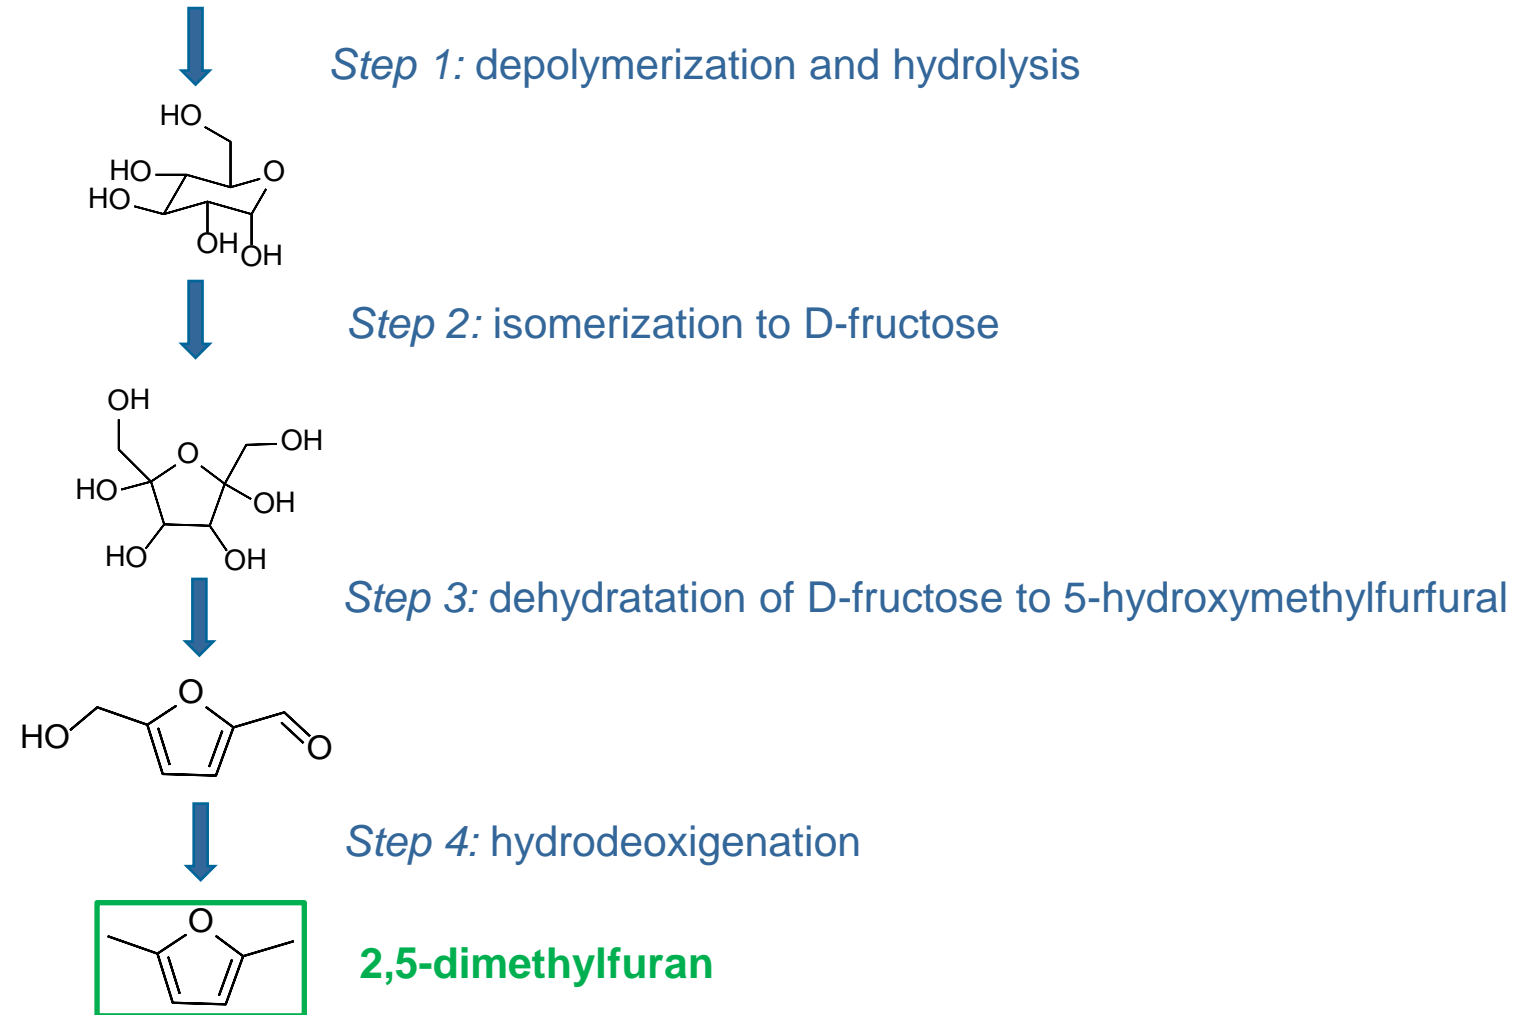 Step 1: depolymerization and hydrolysis
HO
HO
O
HO
OH
OH
Step 2: isomerization to D-fructose
OH
O
OH
HO
OH
HO
OH
Step 3: dehydratation of D-fructose to 5-hydroxymethylfurfural
O
HO
O
Step 4: hydrodeoxigenation
O
2,5-dimethylfuran